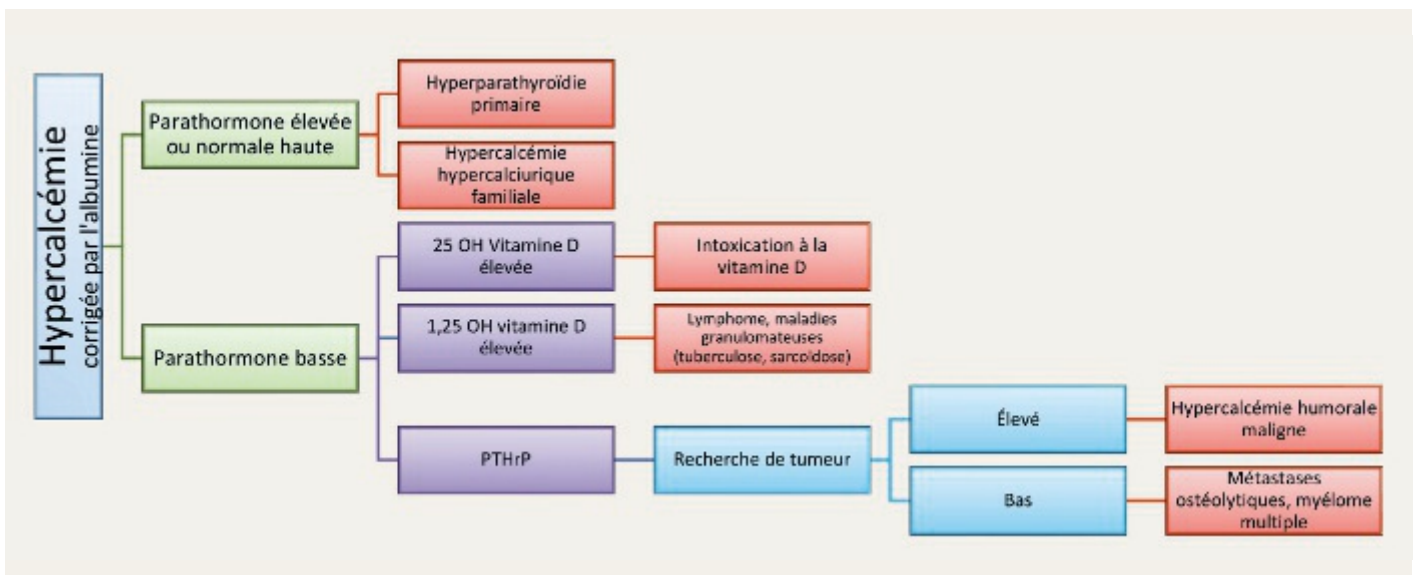 Hypercalcémie
corrigée par l'albumine
Parathormone élevée
ou normale haute
Hyperparathyroïdie
primaire
Hypercalcémie
hypercalciurique
familiale
Parathormone basse
25 OH Vitamine D
élevée
Intoxication à la
vitamine D
1,25 OH vitamine D
élevée
Lymphome, maladies
granulomateuses
(tuberculose, sarcoïdose)
PTHrP
Recherche de tumeur
Élevé
Hypercalcémie humorale
maligne
Bas
Métastases
ostéolytiques, myélome
multiple